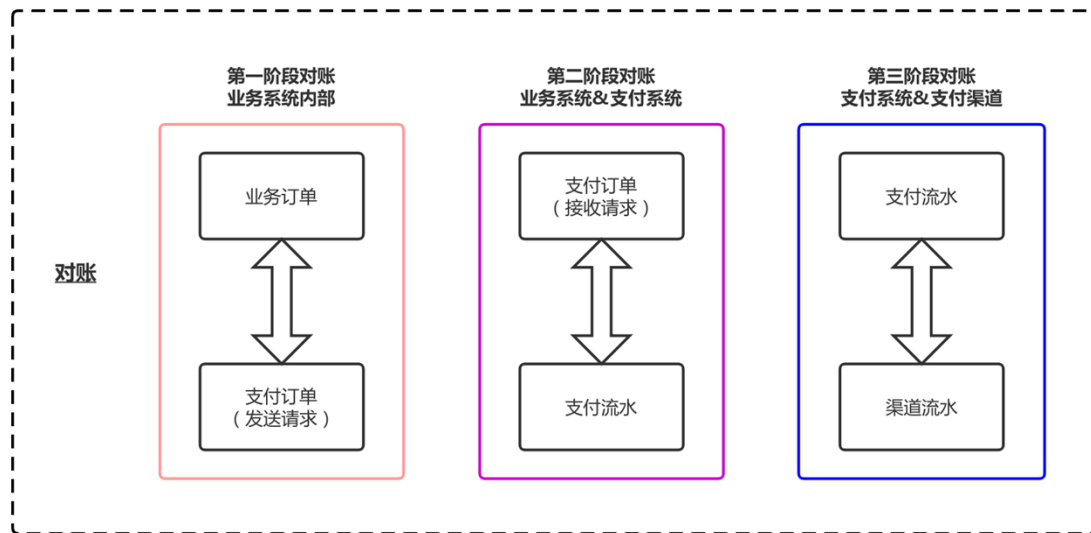 对账
第一阶段对账
业务系统内部
业务订单
支付订单
（发送请求）
第二阶段对账
业务系统&支付系统
支付订单
（接收请求）
支付流水
第三阶段对账
支付系统&支付渠道
支付流水
渠道流水